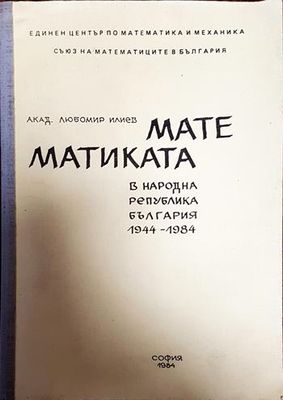 ЕДИНЕН ЦЕНТЪР ПО МАТЕМАТИКА И МЕХАНИКА
СЪЮЗ НА МАТЕМАТИЦИТЕ В БЪЛГАРИЯ
АКАД. ЛЮБОМИР ИЛИЕВ
МАТЕ
МАТИКАТА
В НАРОДНА
РЕПУБЛИКА
БЪЛГАРИЯ
1944-1984
СОФИЯ
1984